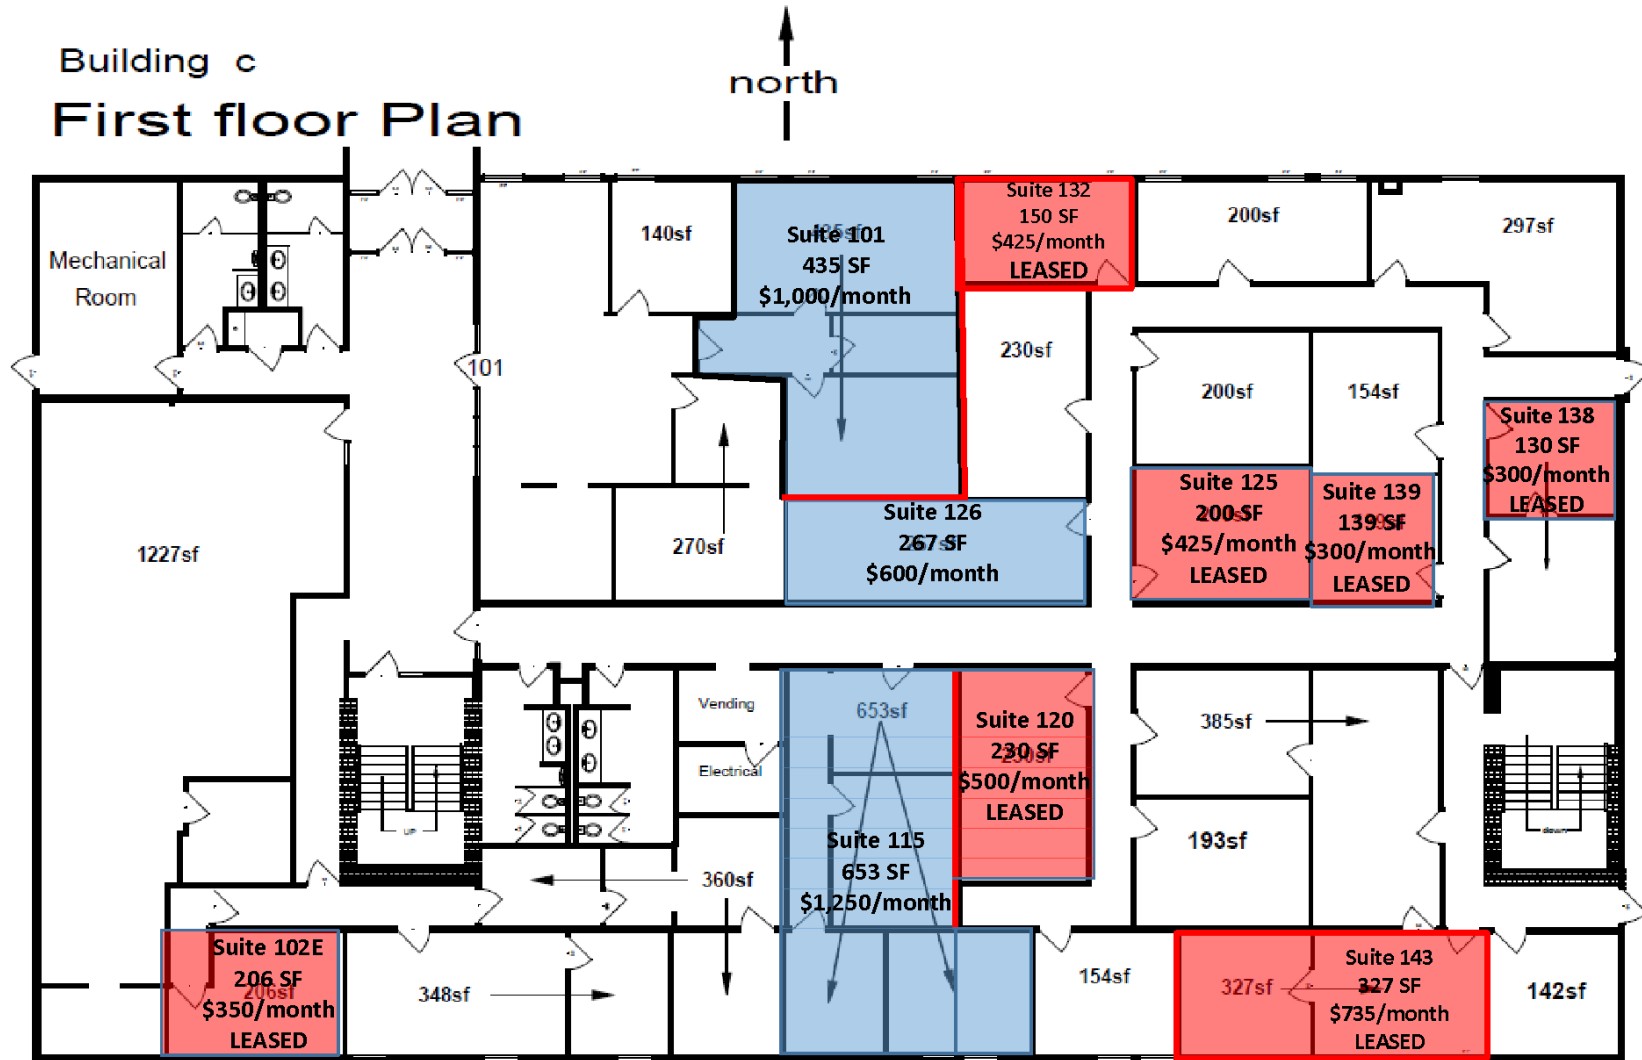 Building c
First floor Plan
north
Mechanical
Room
101
140sf
Suite 101
435 SF
$1,000/month
Suite 132
150 SF
$425/month
LEASED
200sf
297sf
230sf
200sf
154sf
Suite 138
130 SF
$300/month
LEASED
1227sf
270sf
Suite 126
267 SF
$600/month
Suite 125
200 SF
$425/month
LEASED
Suite 139
139 SF
$300/month
LEASED
Vending
Electrical
653sf
Suite 120
230 SF
$500/month
LEASED
385sf
UP
down
Suite 115
653 SF
$1,250/month
193sf
360sf
Suite 102E
206 SF
206sf
$350/month
LEASED
348sf
154sf
327sf
Suite 143
327 SF
$735/month
LEASED
142sf